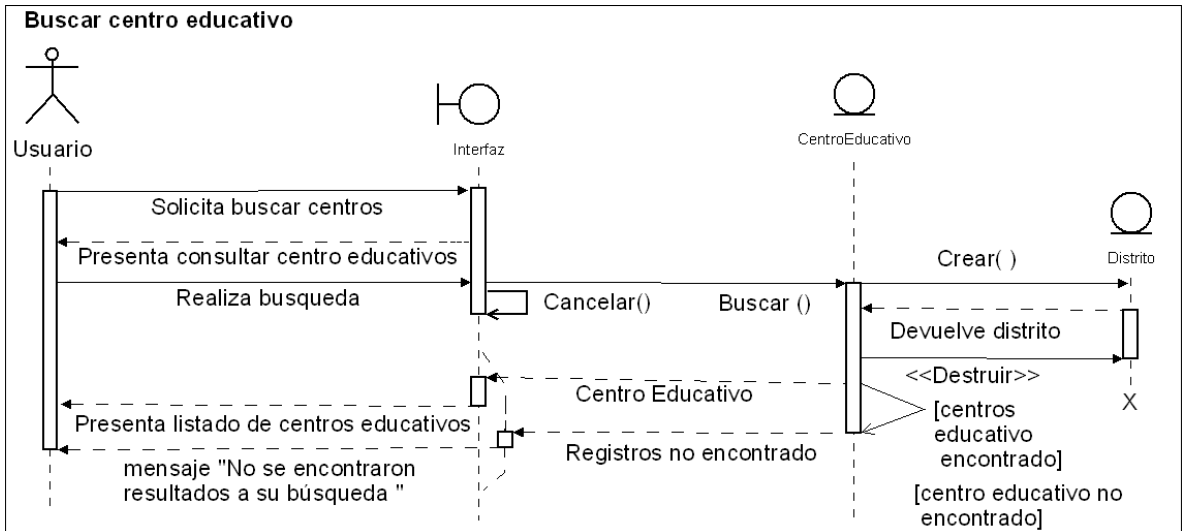 Buscar centro educativo
Usuario
Interfaz
CentroEducativo
Distrito
Solicita buscar centros
Presenta consultar centro educativos
Crear( )
Realiza busqueda
Cancelar()
Buscar ()
Devuelve distrito
<<Destruir>>
Centro Educativo
X
Presenta listado de centros educativos
[centros
educativo
encontrado]
Registros no encontrado
mensaje "No se encontraron
resultados a su búsqueda "
[centro educativo no
encontrado]